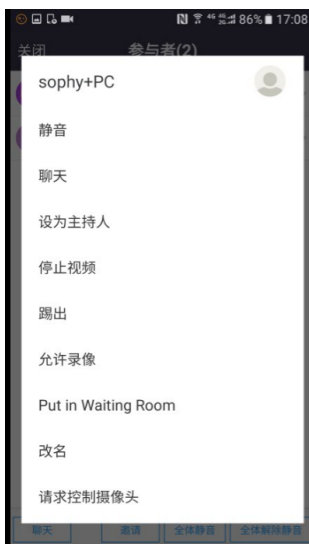 86% 17:08
关闭 参与者(2)
sophy+PC
静音
聊天
设为主持人
停止视频
踢出
允许录像
Put in Waiting Room
改名
请求控制摄像头
聊天 邀请 全体静音 全体解除静音